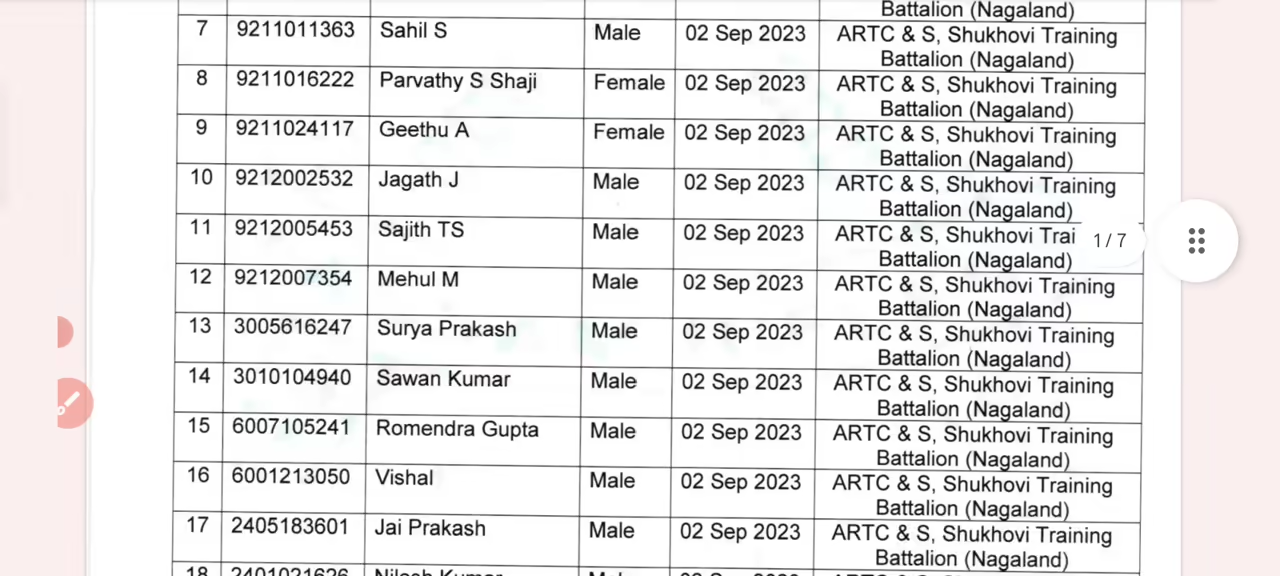 Battalion (Nagaland)
7 9211011363 Sahil S Male 02 Sep 2023 ARTC & S, Shukhovi Training
Battalion (Nagaland)
8 9211016222 Parvathy S Shaji Female 02 Sep 2023 ARTC & S, Shukhovi Training
Battalion (Nagaland)
9 9211024117 Geethu A Female 02 Sep 2023 ARTC & S, Shukhovi Training
Battalion (Nagaland)
10 9212002532 Jagath J Male 02 Sep 2023 ARTC & S, Shukhovi Training
Battalion (Nagaland)
11 9212005453 Sajith TS Male 02 Sep 2023 ARTC & S, Shukhovi Trai 1/7
Battalion (Nagaland)
12 9212007354 Mehul M Male 02 Sep 2023 ARTC & S, Shukhovi Training
Battalion (Nagaland)
13 3005616247 Surya Prakash Male 02 Sep 2023 ARTC & S, Shukhovi Training
Battalion (Nagaland)
14 3010104940 Sawan Kumar Male 02 Sep 2023 ARTC & S, Shukhovi Training
Battalion (Nagaland)
15 6007105241 Romendra Gupta Male 02 Sep 2023 ARTC & S, Shukhovi Training
Battalion (Nagaland)
16 6001213050 Vishal Male 02 Sep 2023 ARTC & S, Shukhovi Training
Battalion (Nagaland)
17 2405183601 Jai Prakash Male 02 Sep 2023 ARTC & S, Shukhovi Training
Battalion (Nagaland)
18 Nilesh Kumar